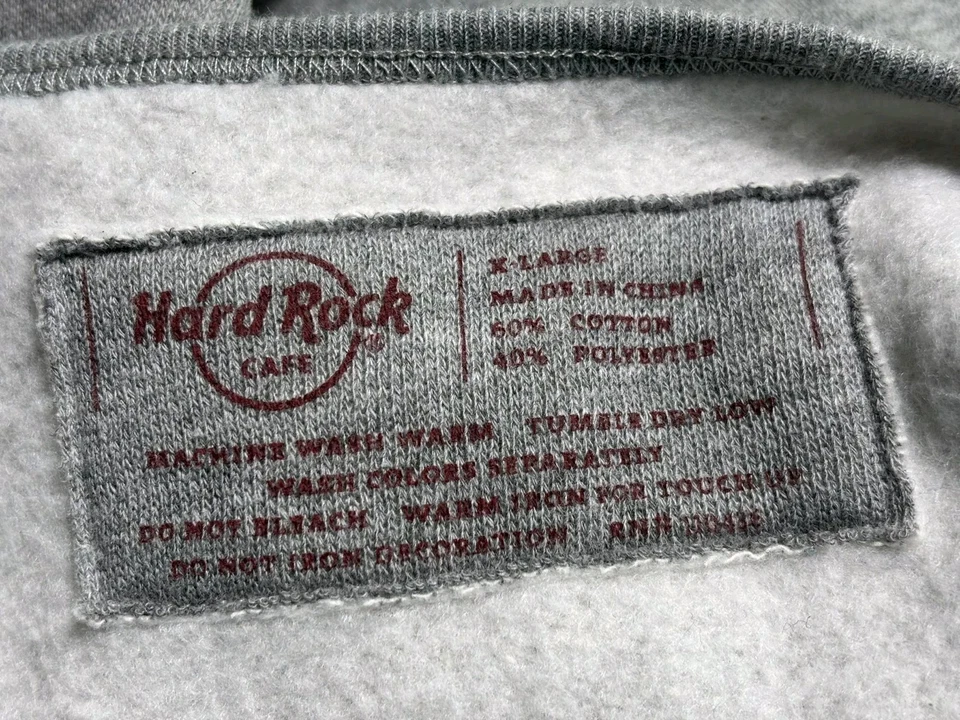 Hard Rock
CAFE
X-LARGE
MADE IN CHINA
60% COTTON
40% POLYESTER
MACHINE WASH WARM TUMBLE DRY LOW
WASH COLORS SEPARATELY
DO NOT BLEACH WARM IRON FOR TOUCH UP
DO NOT IRON DECORATION RN#